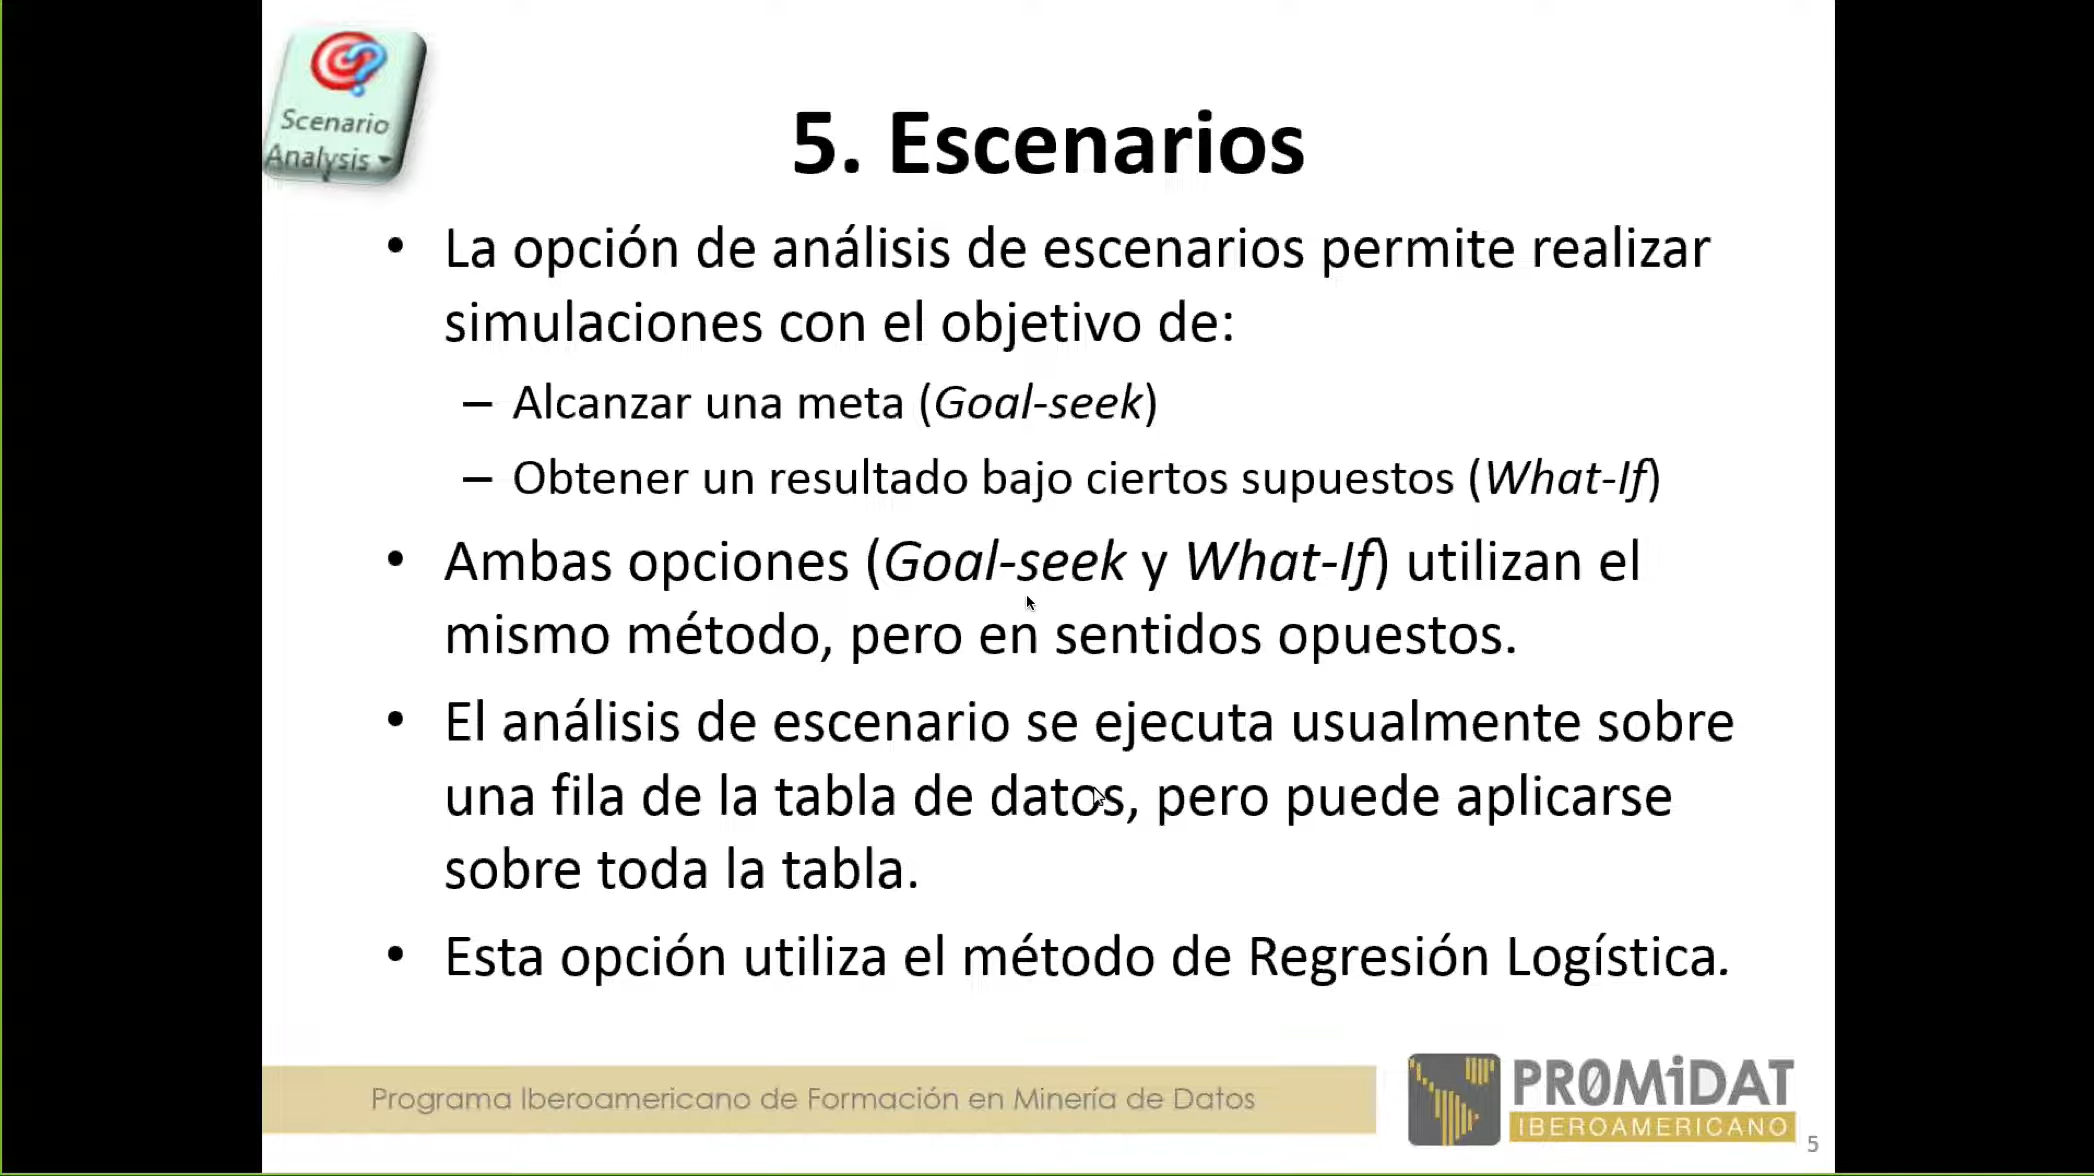 Scenario
Analysis
5. Escenarios
• La opción de análisis de escenarios permite realizar
simulaciones con el objetivo de:
– Alcanzar una meta (Goal-seek)
– Obtener un resultado bajo ciertos supuestos (What-If)
• Ambas opciones (Goal-seek y What-If) utilizan el
mismo método, pero en sentidos opuestos.
• El análisis de escenario se ejecuta usualmente sobre
una fila de la tabla de datos, pero puede aplicarse
sobre toda la tabla.
• Esta opción utiliza el método de Regresión Logística.
Programa Iberoamericano de Formación en Minería de Datos
PR0MiDAT
IBEROAMERICANO
5